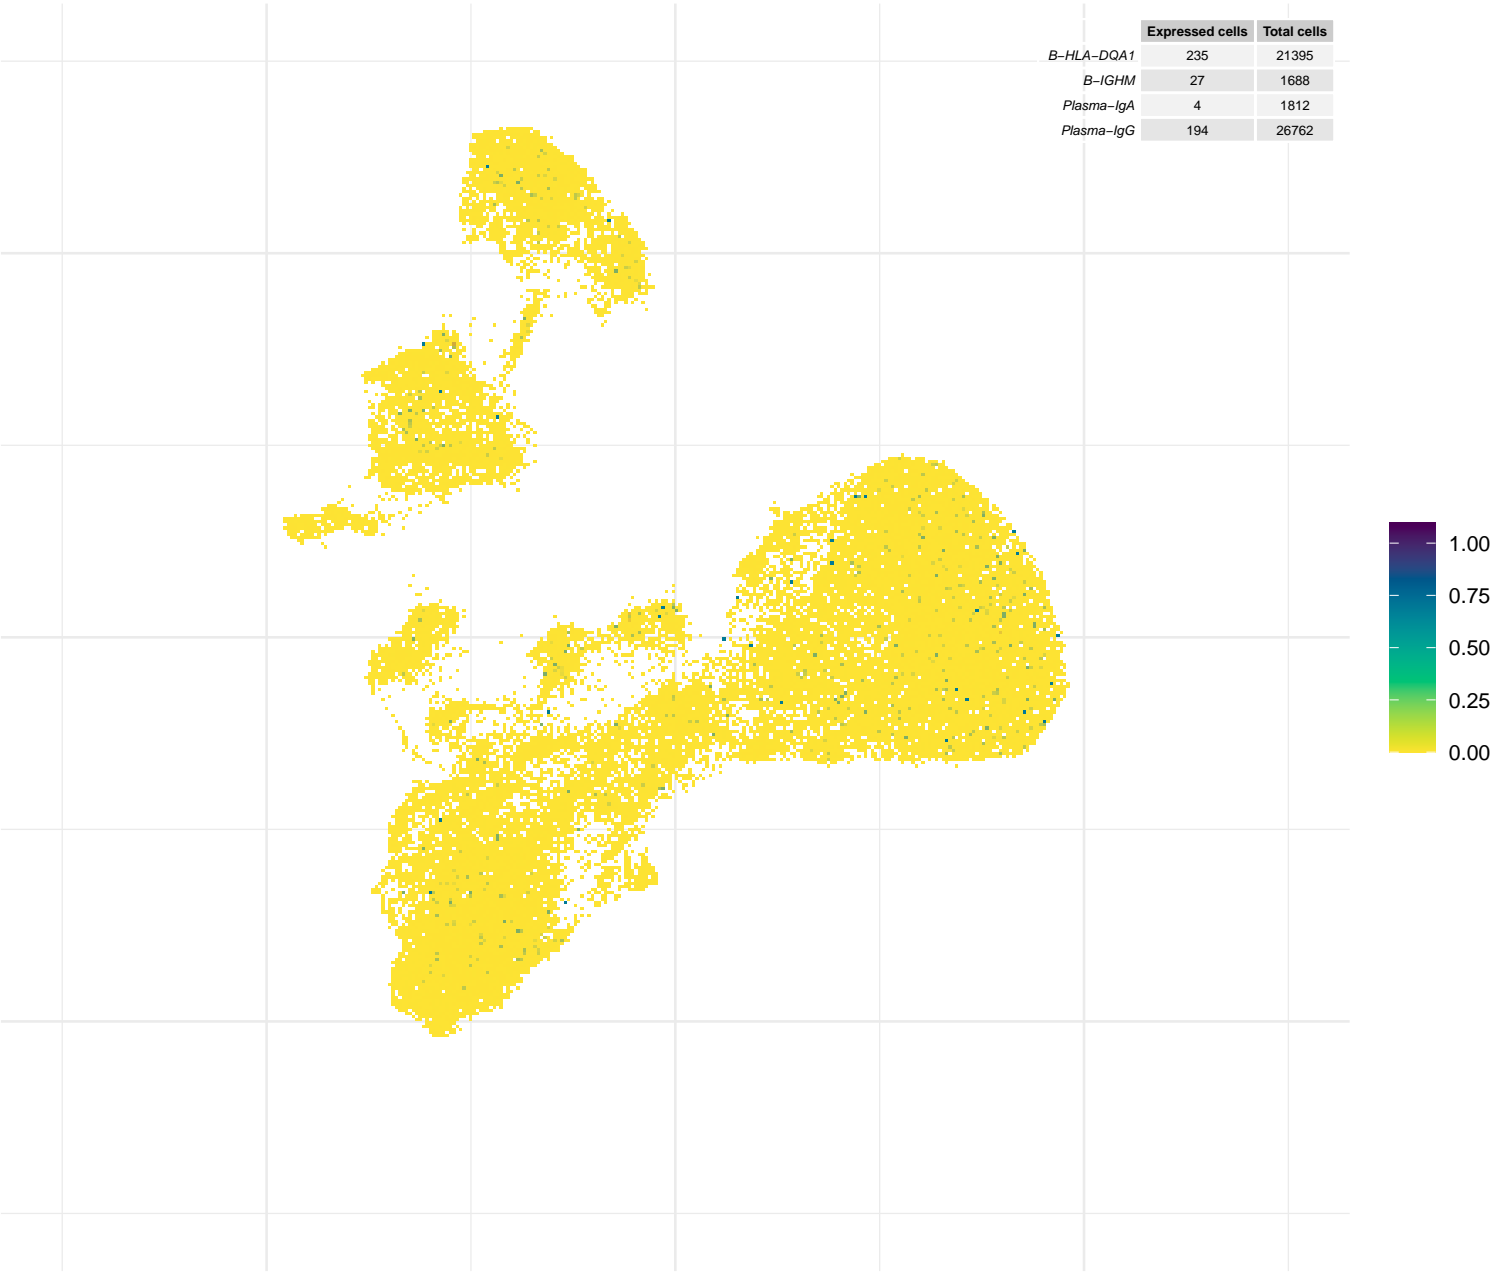 Expressed cells Total cells
B−HLA−DQA1 235 21395
B−IGHM 27 1688
Plasma−IgA 4 1812
Plasma−IgG 194 26762
1.00
0.75
0.50
0.25
0.00